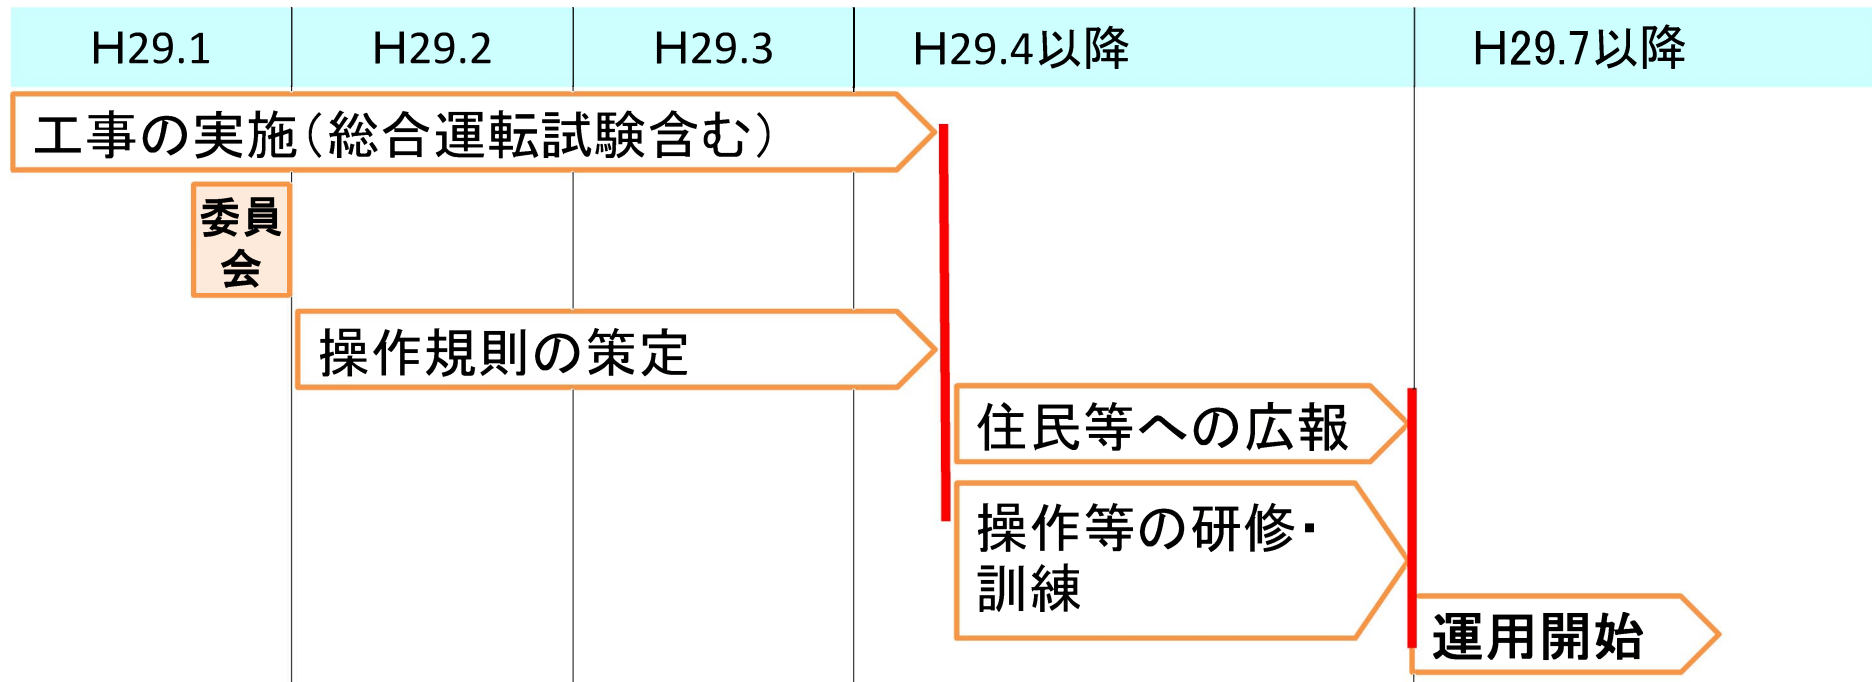 H29.1
H29.2
H29.3
H29.4以降
H29.7以降
工事の実施(総合運転試験含む)
委員
会
操作規則の策定
住民等への広報
操作等の研修・
訓練
運用開始